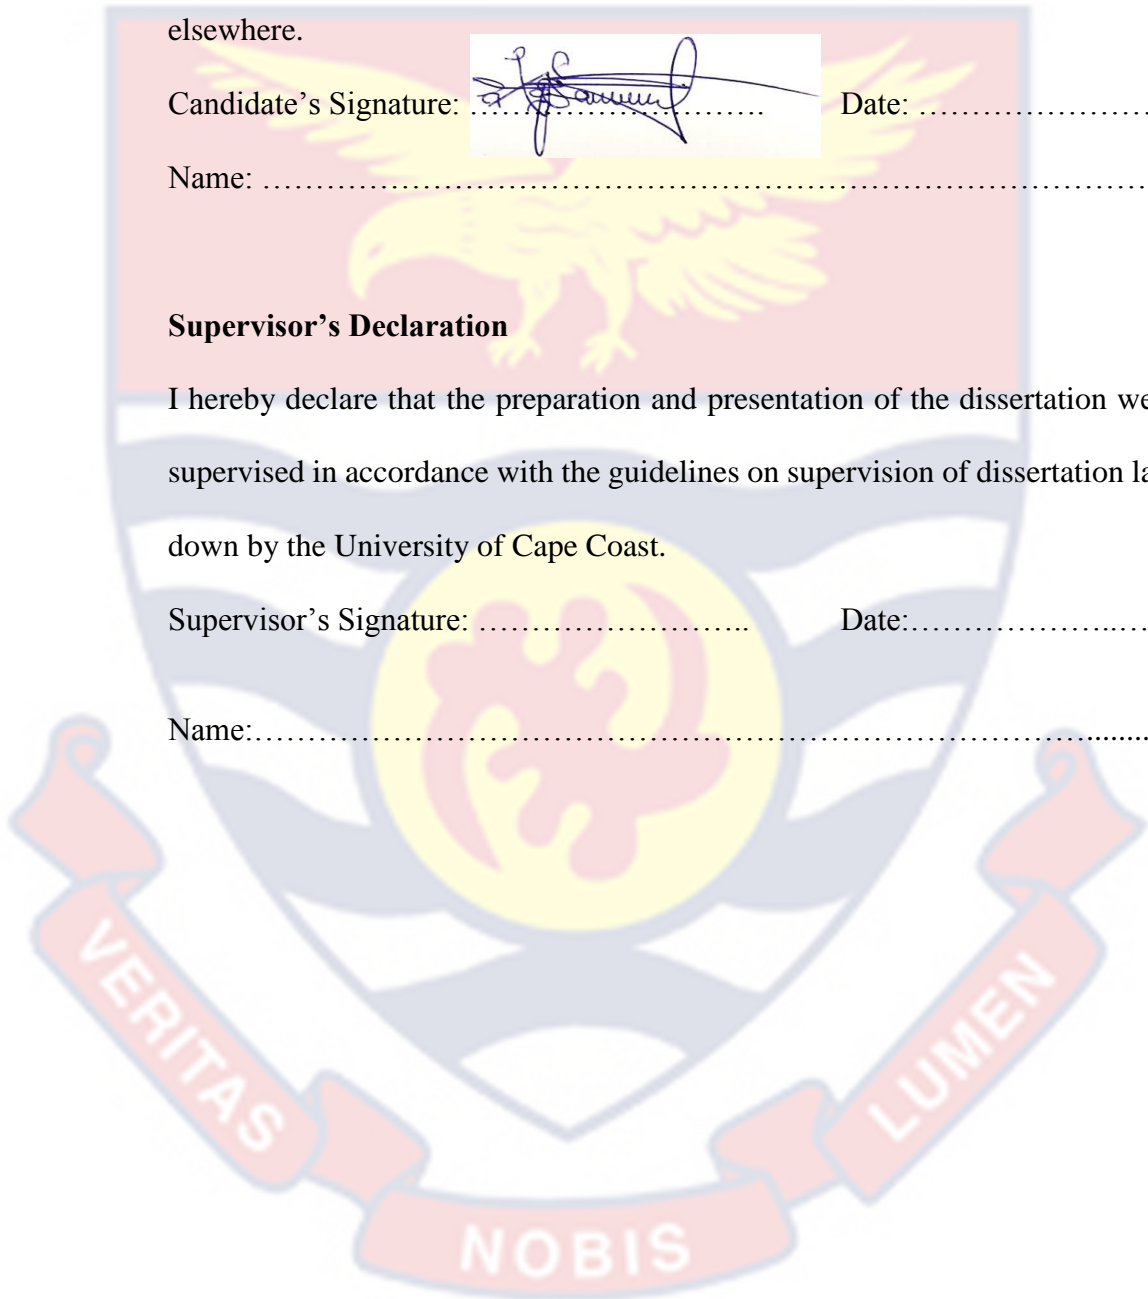 elsewhere.
Candidate’s Signature: ………………………. Date: …………………
Name: …………………………………………………………………………
Supervisor’s Declaration
I hereby declare that the preparation and presentation of the dissertation we
supervised in accordance with the guidelines on supervision of dissertation la
down by the University of Cape Coast.
Supervisor’s Signature: …………………….. Date:………………..…
Name:……………………………………………………………………........
VERITAS
NOBIS
LUMEN